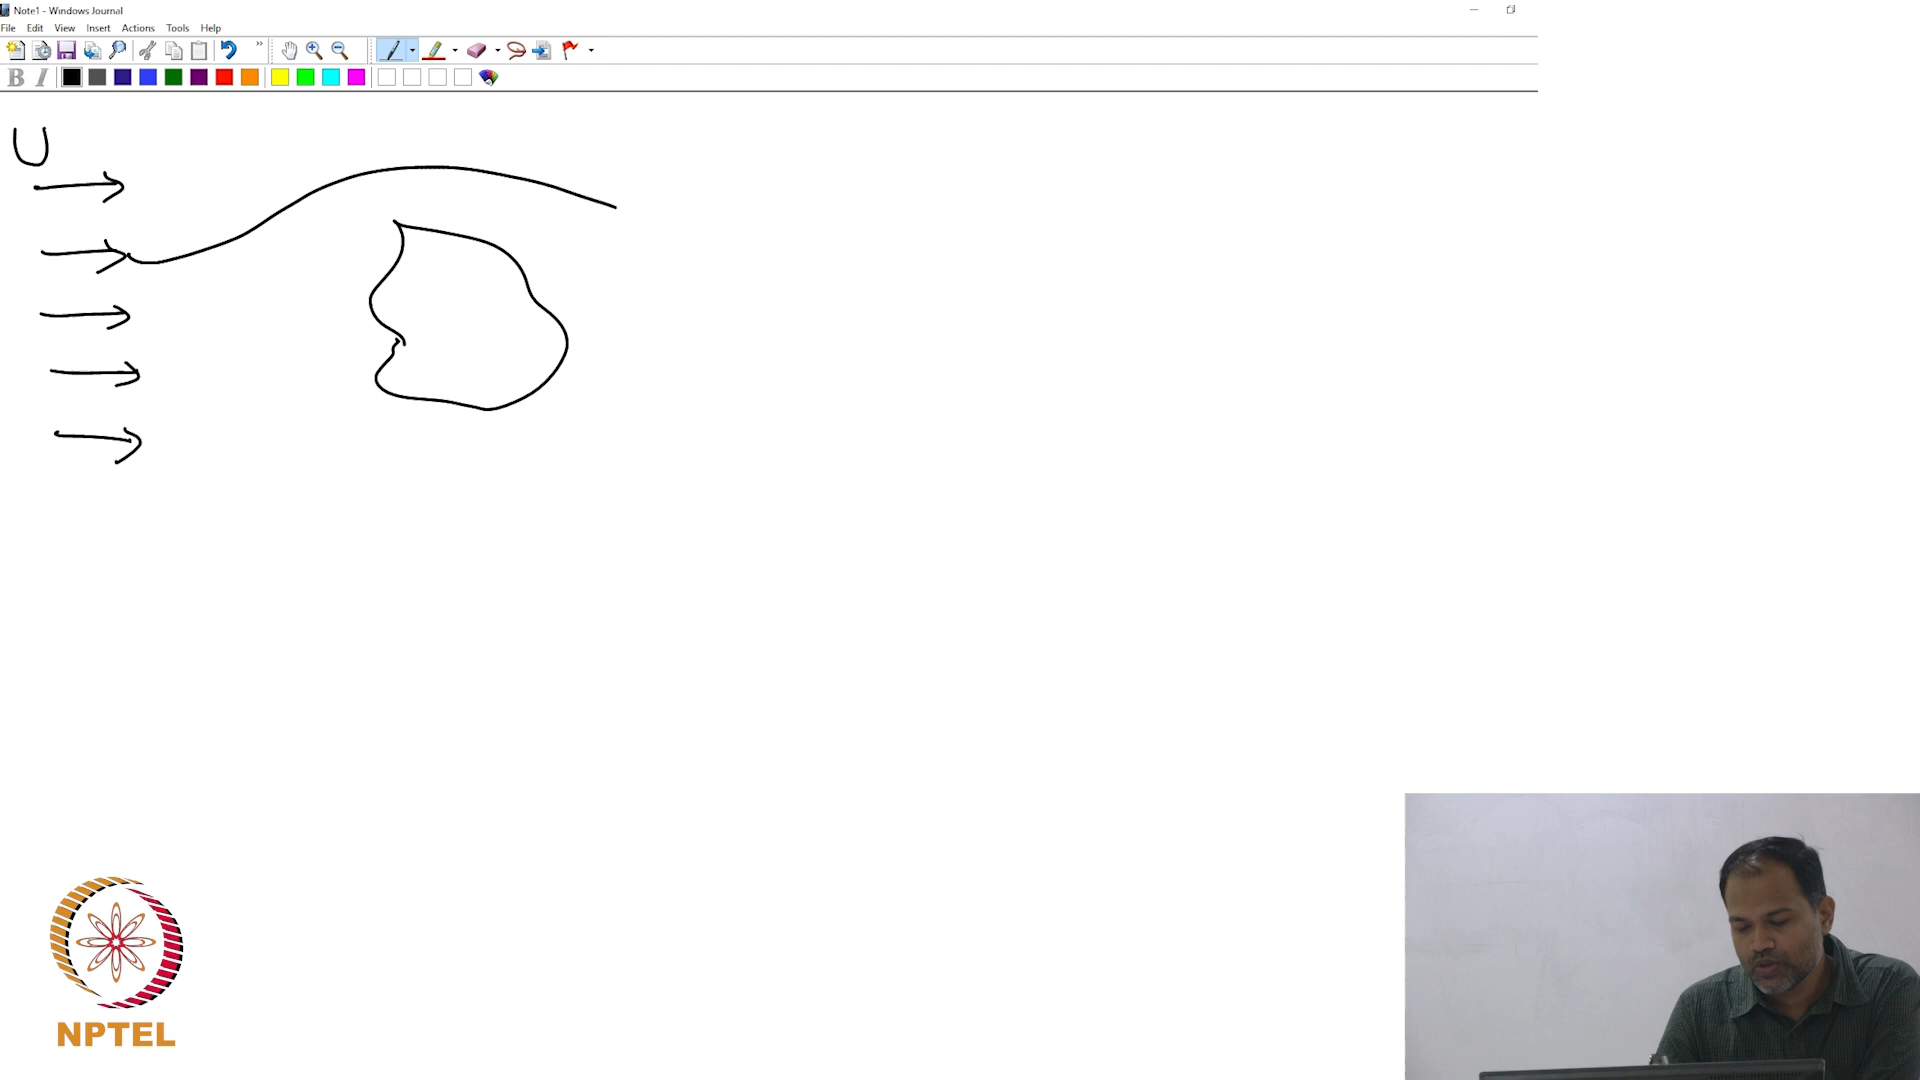 Note1 - Windows Journal
File Edit View Insert Actions Tools Help
B I
U
NPTEL